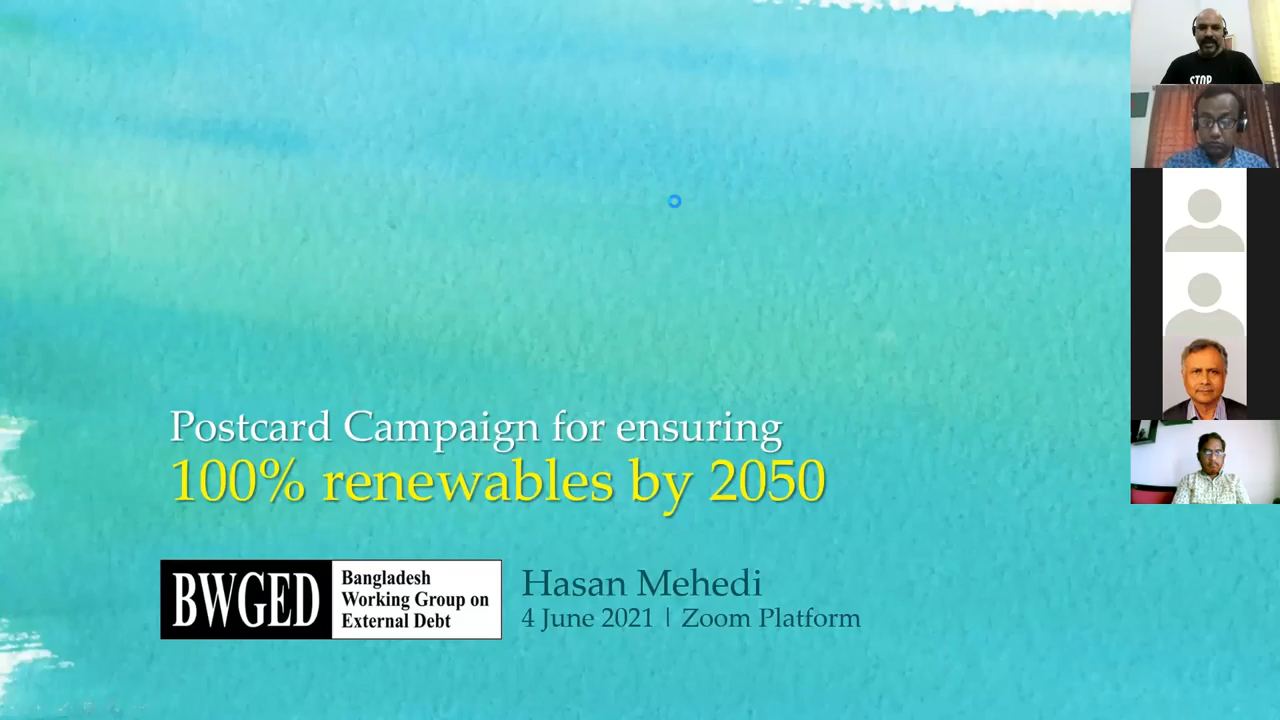 STOP
Postcard Campaign for ensuring
100% renewables by 2050
BWGED
Bangladesh
Working Group on
External Debt
Hasan Mehedi
4 June 2021 | Zoom Platform